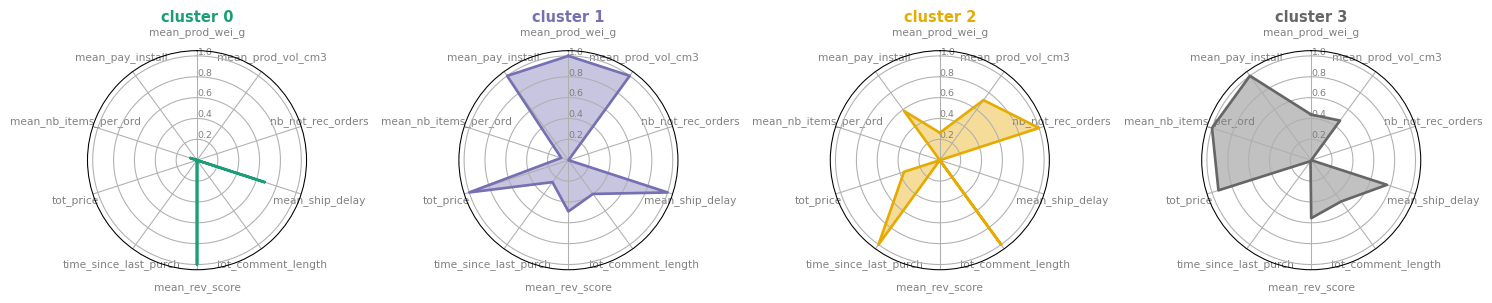 cluster 0
mean_prod_wei_g
mean_pay_install
1.0
mean_prod_vol_cm3
0.8
0.6
mean_nb_items_per_ord
0.4
nb_not_rec_orders
0.2
tot_price
mean_ship_delay
time_since_last_purch
tot_comment_length
mean_rev_score
cluster 1
mean_prod_wei_g
mean_pay_install
1.0
mean_prod_vol_cm3
0.8
0.6
mean_nb_items_per_ord
0.4
nb_not_rec_orders
0.2
tot_price
mean_ship_delay
time_since_last_purch
tot_comment_length
mean_rev_score
cluster 2
mean_prod_wei_g
mean_pay_install
1.0
mean_prod_vol_cm3
0.8
0.6
mean_nb_items_per_ord
0.4
nb_not_rec_orders
0.2
tot_price
mean_ship_delay
time_since_last_purch
tot_comment_length
mean_rev_score
cluster 3
mean_prod_wei_g
mean_pay_install
1.0
mean_prod_vol_cm3
0.8
0.6
mean_nb_items_per_ord
0.4
nb_not_rec_orders
0.2
tot_price
mean_ship_delay
time_since_last_purch
tot_comment_length
mean_rev_score